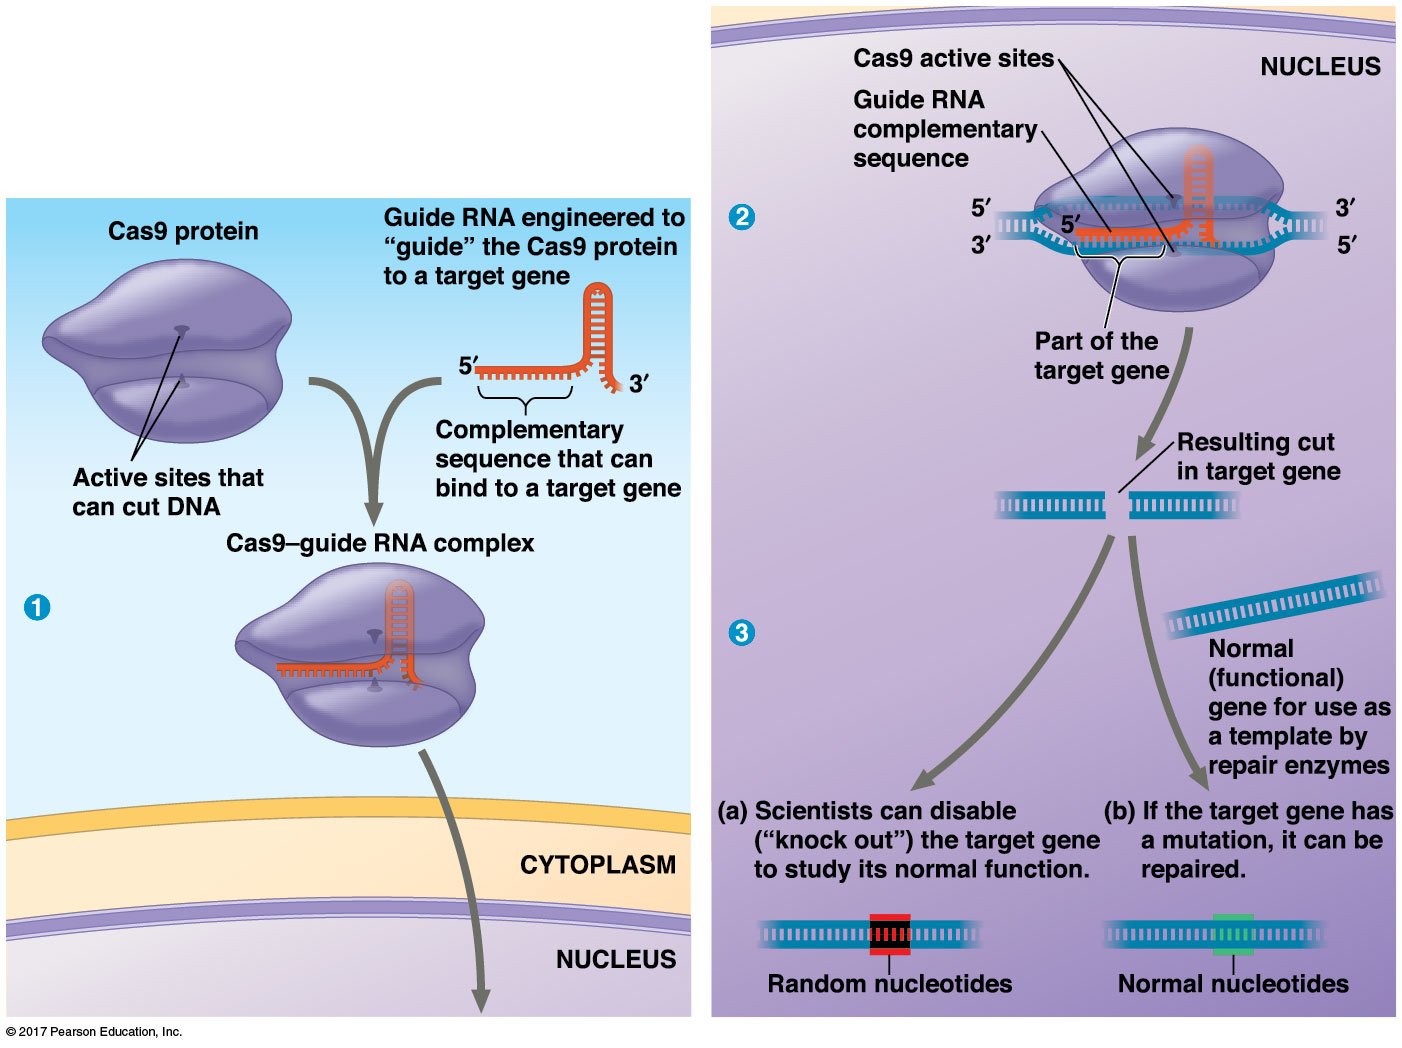 Cas9 protein
Guide RNA engineered to
“guide” the Cas9 protein
to a target gene
5′
3′
Complementary
sequence that can
bind to a target gene
Active sites that
can cut DNA
Cas9–guide RNA complex
1
CYTOPLASM
NUCLEUS
Cas9 active sites
NUCLEUS
Guide RNA
complementary
sequence
2
5′
3′
5′
3′
5′
Part of the
target gene
Resulting cut
in target gene
3
Normal
(functional)
gene for use as
a template by
repair enzymes
(a) Scientists can disable
(“knock out”) the target gene
to study its normal function.
(b) If the target gene has
a mutation, it can be
repaired.
Random nucleotides
Normal nucleotides
© 2017 Pearson Education, Inc.